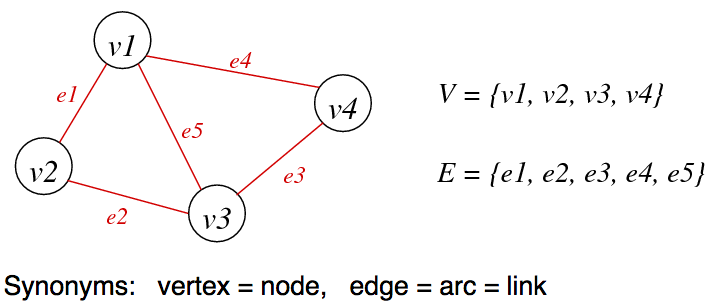 v1
e4
e1
v4
V = {v1, v2, v3, v4}
e5
v2
e3
E = {e1, e2, e3, e4, e5}
e2
v3
Synonyms: vertex = node, edge = arc = link